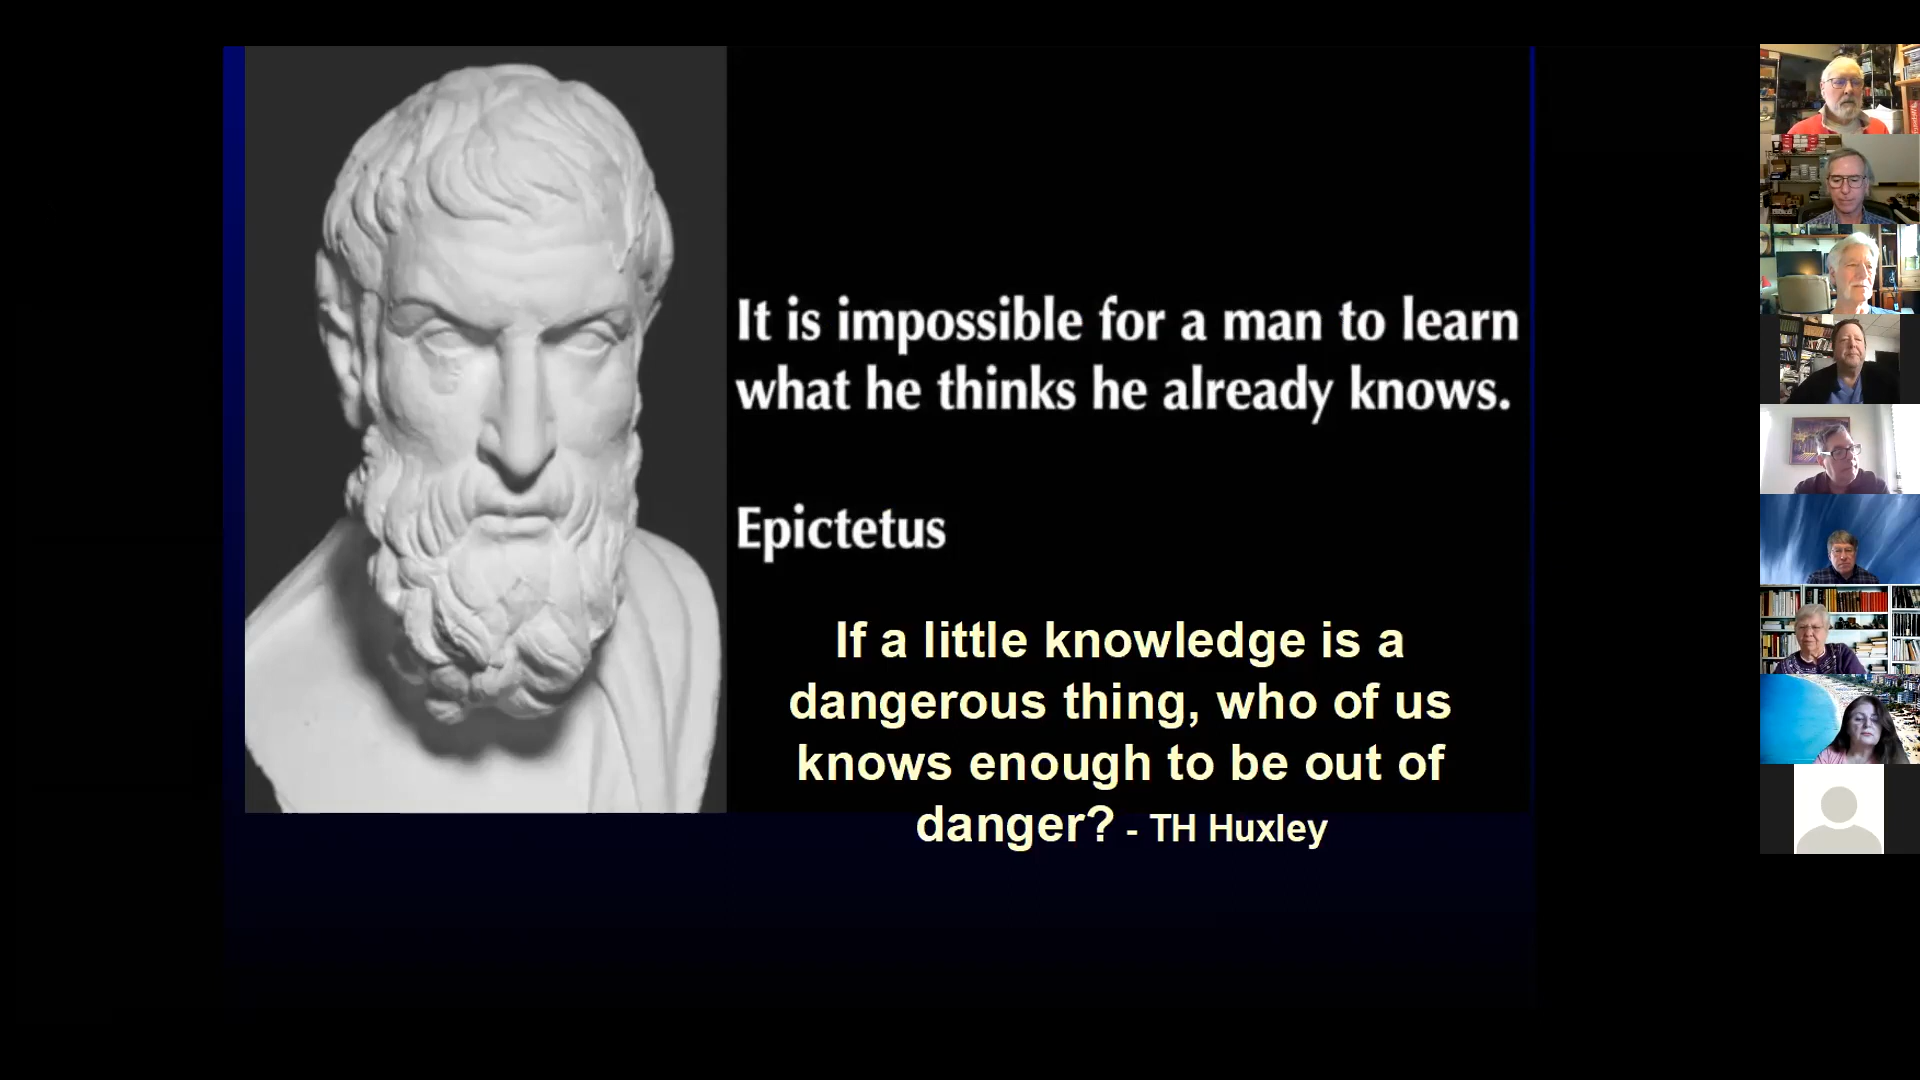 It is impossible for a man to learn
what he thinks he already knows.
Epictetus
If a little knowledge is a
dangerous thing, who of us
knows enough to be out of
danger? - TH Huxley